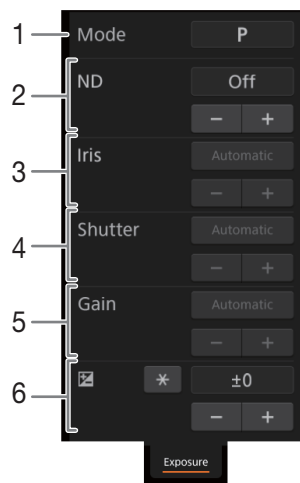 1 Mode P
2 ND Off
− +
3 Iris Automatic
− +
4 Shutter Automatic
− +
5 Gain Automatic
− +
6 * ±0
− +
Exposure